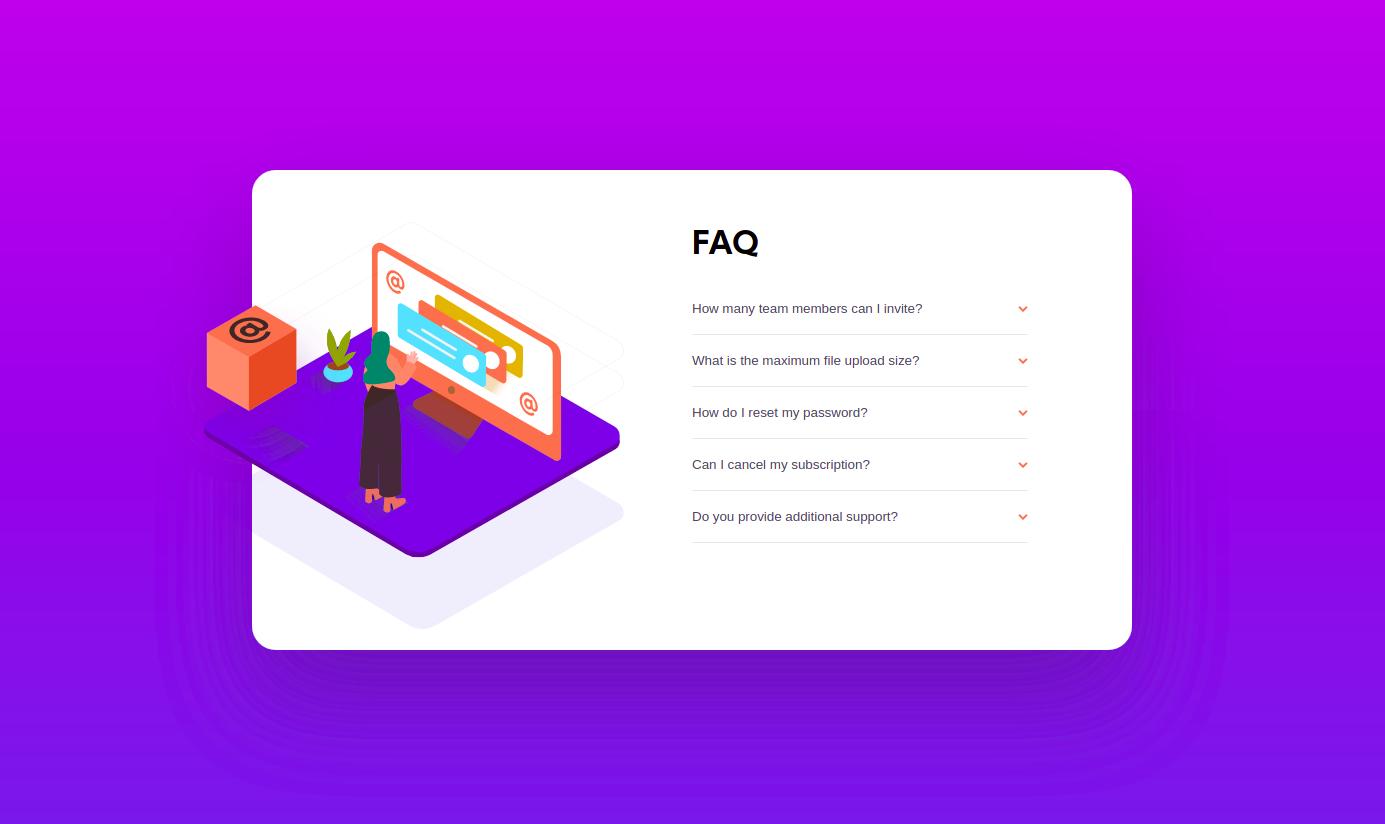 FAQ
How many team members can I invite?
What is the maximum file upload size?
How do I reset my password?
Can I cancel my subscription?
Do you provide additional support?
@
@
@